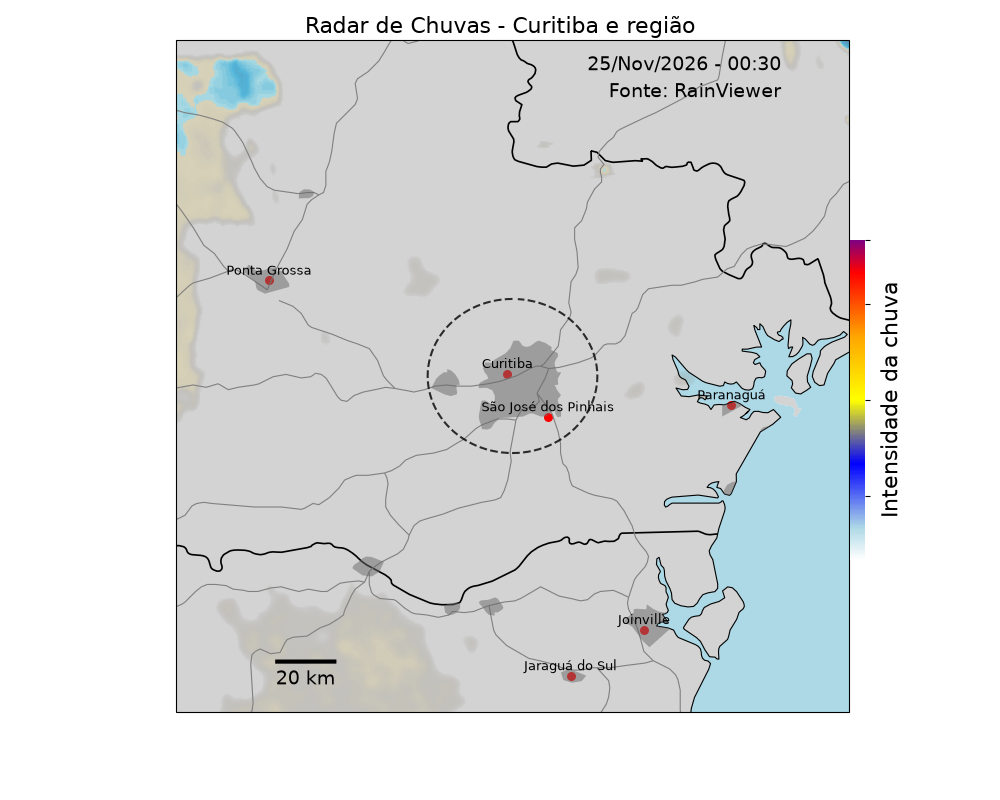 Radar de Chuvas - Curitiba e região
25/Nov/2026 - 00:30
Fonte: RainViewer
Ponta Grossa
Curitiba
São José dos Pinhais
Paranaguá
Intensidade da chuva
Joinville
Jaraguá do Sul
20 km